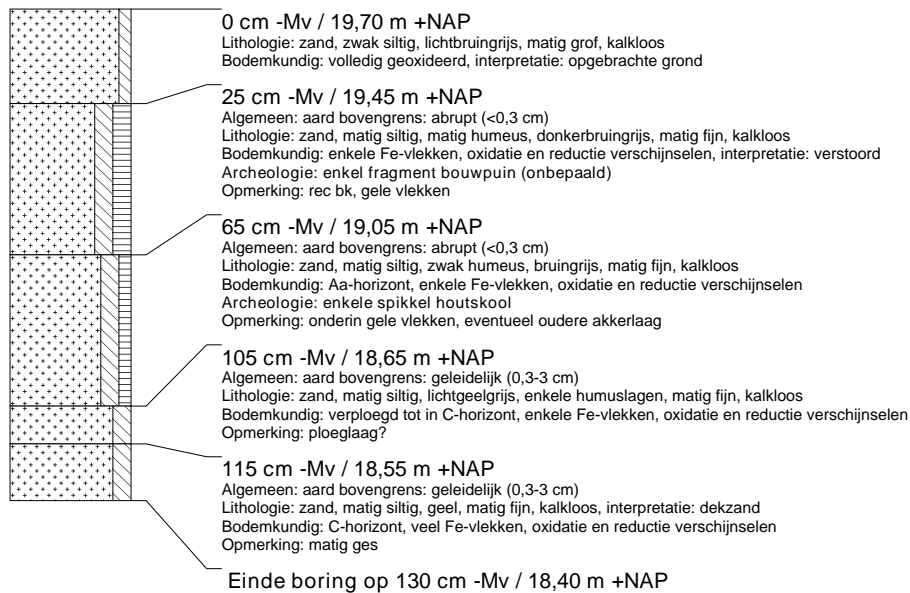 0 cm -Mv / 19,70 m +NAP
Lithologie: zand, zwak siltig, lichtbruingrijs, matig grof, kalkloos
Bodemkundig: volledig geoxideerd, interpretatie: opgebrachte grond
25 cm -Mv / 19,45 m +NAP
Algemeen: aard bovengrens: abrupt (<0,3 cm)
Lithologie: zand, matig siltig, matig humeus, donkerbruingrijs, matig fijn, kalkloos
Bodemkundig: enkele Fe-vlekken, oxidatie en reductie verschijnselen, interpretatie: verstoord
Archeologie: enkel fragment bouwpuin (onbepaald)
Opmerking: rec bk, gele vlekken
65 cm -Mv / 19,05 m +NAP
Algemeen: aard bovengrens: abrupt (<0,3 cm)
Lithologie: zand, matig siltig, zwak humeus, bruingrijs, matig fijn, kalkloos
Bodemkundig: Aa-horizont, enkele Fe-vlekken, oxidatie en reductie verschijnselen
Archeologie: enkele spikkel houtskool
Opmerking: onderin gele vlekken, eventueel oudere akkerlaag
105 cm -Mv / 18,65 m +NAP
Algemeen: aard bovengrens: geleidelijk (0,3-3 cm)
Lithologie: zand, matig siltig, lichtgeelgrijs, enkele humuslagen, matig fijn, kalkloos
Bodemkundig: verploegd tot in C-horizont, enkele Fe-vlekken, oxidatie en reductie verschijnselen
Opmerking: ploeglaag?
115 cm -Mv / 18,55 m +NAP
Algemeen: aard bovengrens: geleidelijk (0,3-3 cm)
Lithologie: zand, matig siltig, geel, matig fijn, kalkloos, interpretatie: dekzand
Bodemkundig: C-horizont, veel Fe-vlekken, oxidatie en reductie verschijnselen
Opmerking: matig ges
Einde boring op 130 cm -Mv / 18,40 m +NAP